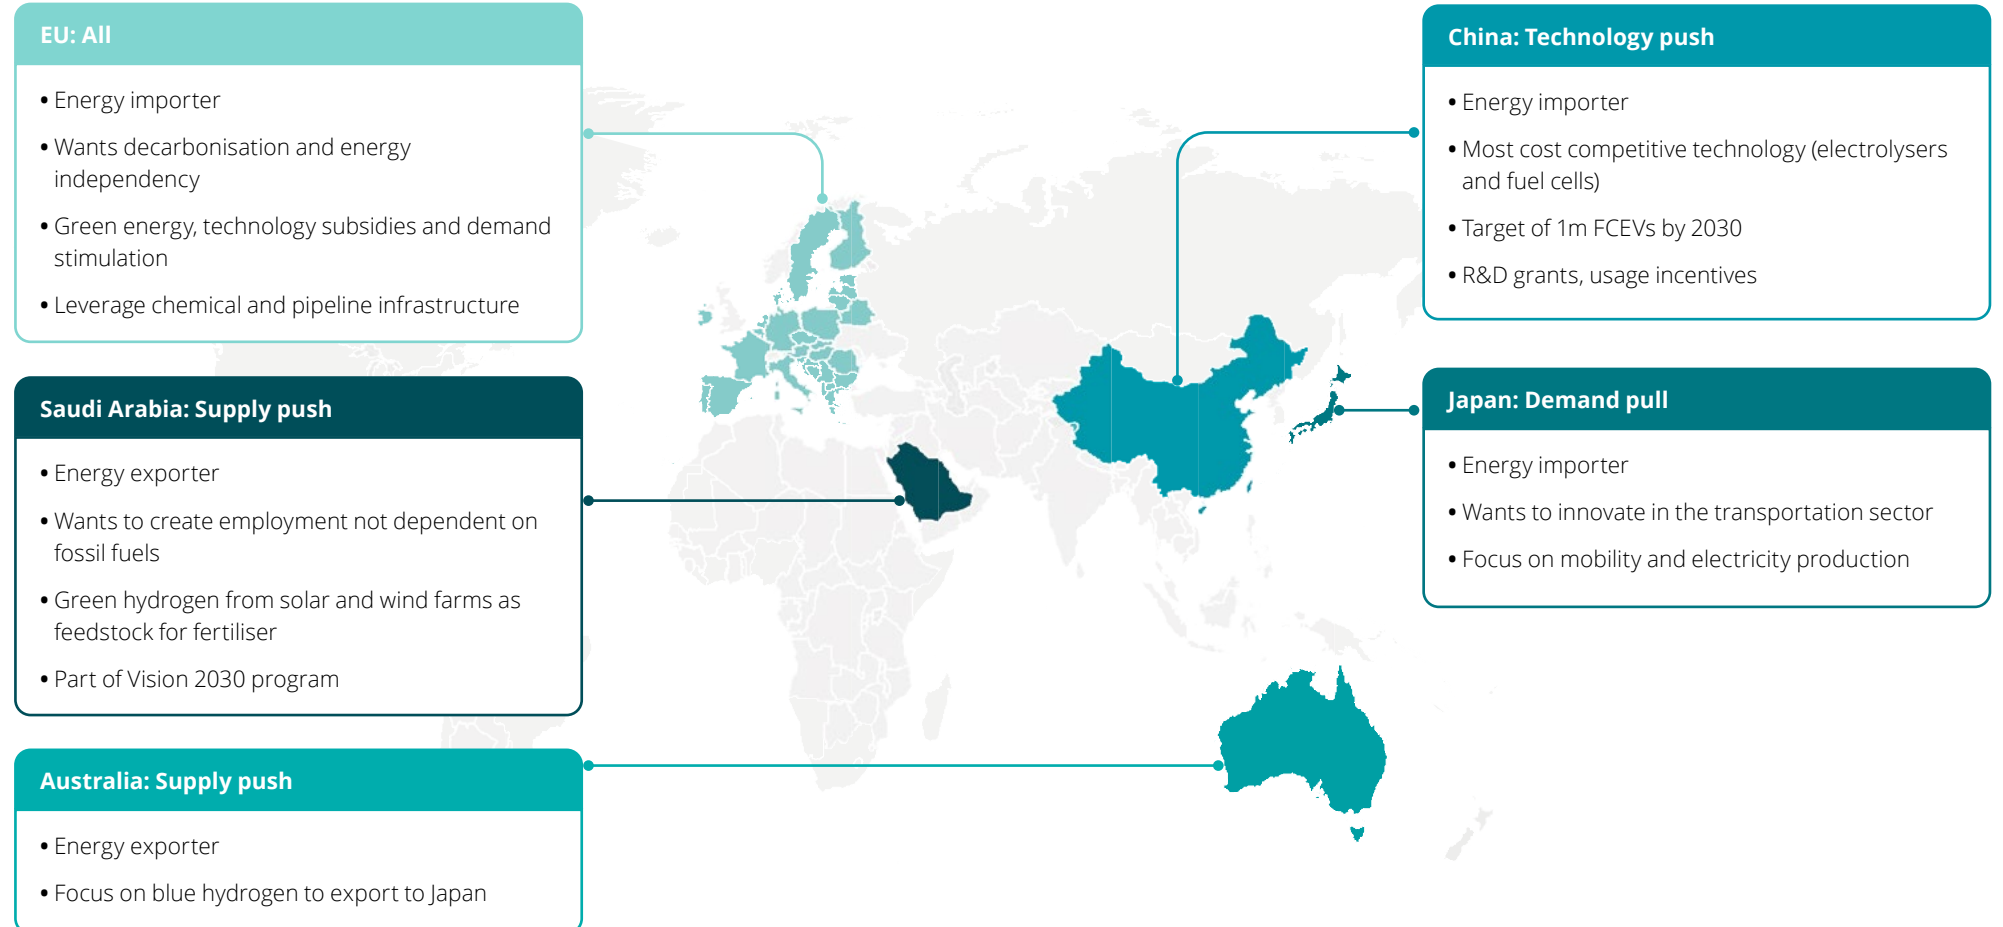 EU: All
• Energy importer
• Wants decarbonisation and energy
independency
• Green energy, technology subsidies and demand
stimulation
• Leverage chemical and pipeline infrastructure
Saudi Arabia: Supply push
• Energy exporter
• Wants to create employment not dependent on
fossil fuels
• Green hydrogen from solar and wind farms as
feedstock for fertiliser
• Part of Vision 2030 program
Australia: Supply push
• Energy exporter
• Focus on blue hydrogen to export to Japan
China: Technology push
• Energy importer
• Most cost competitive technology (electrolysers
and fuel cells)
• Target of 1m FCEVs by 2030
• R&D grants, usage incentives
Japan: Demand pull
• Energy importer
• Wants to innovate in the transportation sector
• Focus on mobility and electricity production